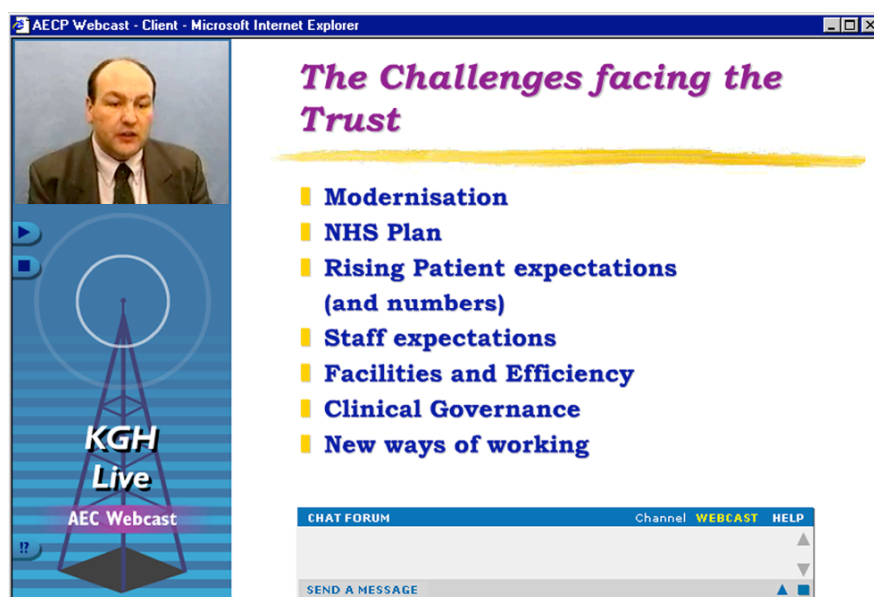 AECP Webcast - Client - Microsoft Internet Explorer
The Challenges facing the
Trust
Modernisation
NHS Plan
Rising Patient expectations
(and numbers)
Staff expectations
Facilities and Efficiency
Clinical Governance
New ways of working
KGH
Live
AEC Webcast
!?
CHAT FORUM Channel WEBCAST HELP
SEND A MESSAGE